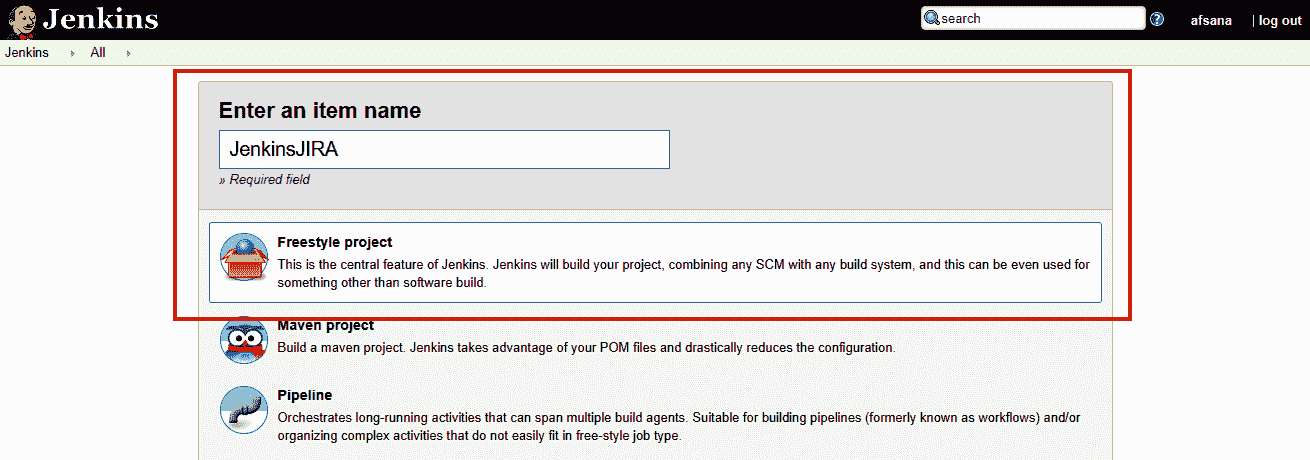 Jenkins
search
afsana
| log out
Jenkins
All
Enter an item name
JenkinsJIRA
» Required field
Freestyle project
This is the central feature of Jenkins. Jenkins will build your project, combining any SCM with any build system, and this can be even used for
something other than software build.
Maven project
Build a maven project. Jenkins takes advantage of your POM files and drastically reduces the configuration.
Pipeline
Orchestrates long-running activities that can span multiple build agents. Suitable for building pipelines (formerly known as workflows) and/or
organizing complex activities that do not easily fit in free-style job type.